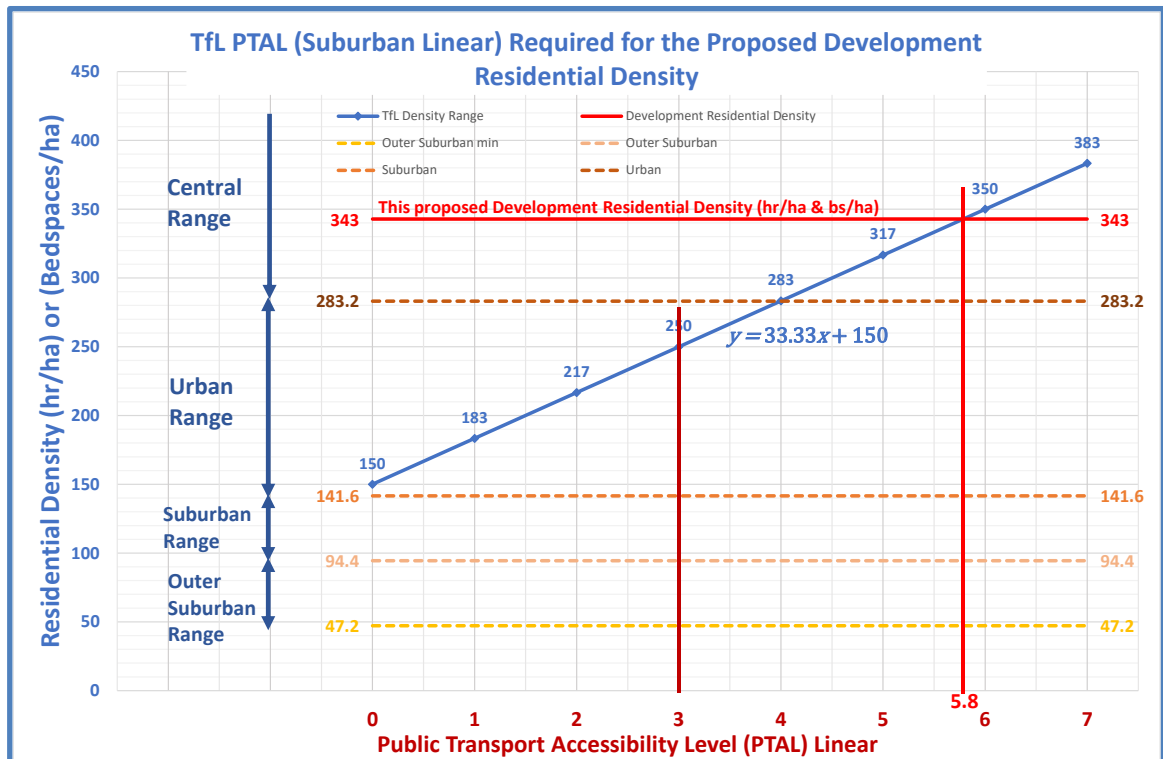 TfL PTAL (Suburban Linear) Required for the Proposed Development
Residential Density
Residential Density (hr/ha) or (Bedspaces/ha)
450
400
350
300
250
200
150
100
50
0
Central
Range
Urban
Range
Suburban
Range
Outer
Suburban
Range
TfL Density Range
Development Residential Density
Outer Suburban min
Outer Suburban
Suburban
Urban
This proposed Development Residential Density (hr/ha & bs/ha)
343
343
283.2
283.2
141.6
141.6
94.4
94.4
47.2
47.2
150
183
217
250
283
317
350
383
y = 33.33x + 150
0
1
2
3
4
5
5.8
6
7
Public Transport Accessibility Level (PTAL) Linear